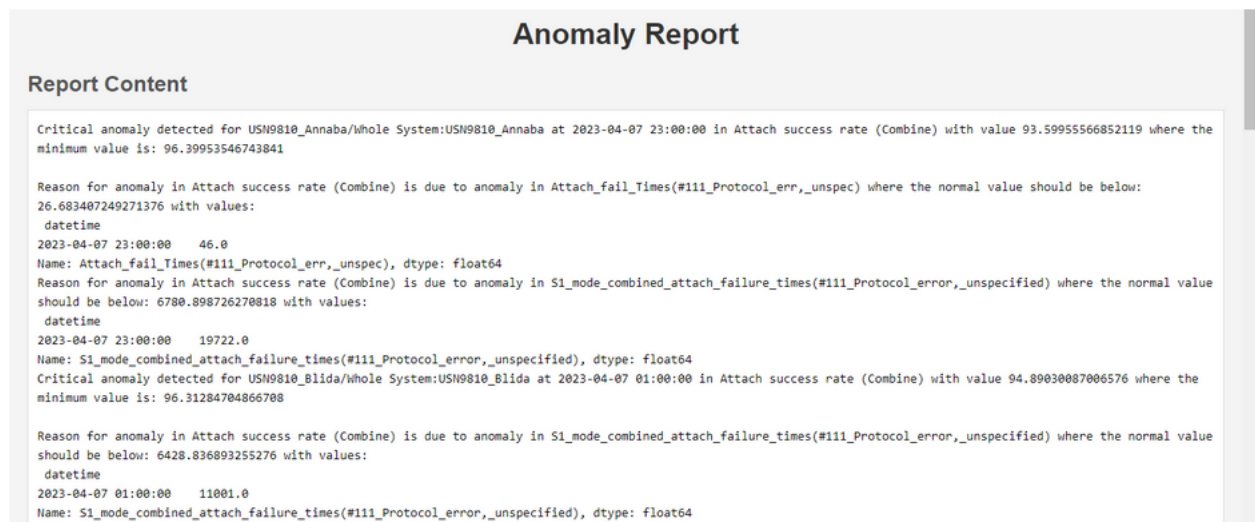 Anomaly Report
Report Content
Critical anomaly detected for USN9810_Annaba/Whole System:USN9810_Annaba at 2023-04-07 23:00:00 in Attach success rate (Combine) with value 93.59955566852119 where the
minimum value is: 96.39953546743841
Reason for anomaly in Attach success rate (Combine) is due to anomaly in Attach_fail_Times(#111_Protocol_err,_unspec) where the normal value should be below:
26.683407249271376 with values:
datetime
2023-04-07 23:00:00    46.0
Name: Attach_fail_Times(#111_Protocol_err,_unspec), dtype: float64
Reason for anomaly in Attach success rate (Combine) is due to anomaly in S1_mode_combined_attach_failure_times(#111_Protocol_error,_unspecified) where the normal value
should be below: 6780.898726270818 with values:
datetime
2023-04-07 23:00:00    19722.0
Name: S1_mode_combined_attach_failure_times(#111_Protocol_error,_unspecified), dtype: float64
Critical anomaly detected for USN9810_Blida/Whole System:USN9810_Blida at 2023-04-07 01:00:00 in Attach success rate (Combine) with value 94.89030087006576 where the
minimum value is: 96.31284704866708
Reason for anomaly in Attach success rate (Combine) is due to anomaly in S1_mode_combined_attach_failure_times(#111_Protocol_error,_unspecified) where the normal value
should be below: 6428.836893255276 with values:
datetime
2023-04-07 01:00:00    11001.0
Name: S1_mode_combined_attach_failure_times(#111_Protocol_error,_unspecified), dtype: float64